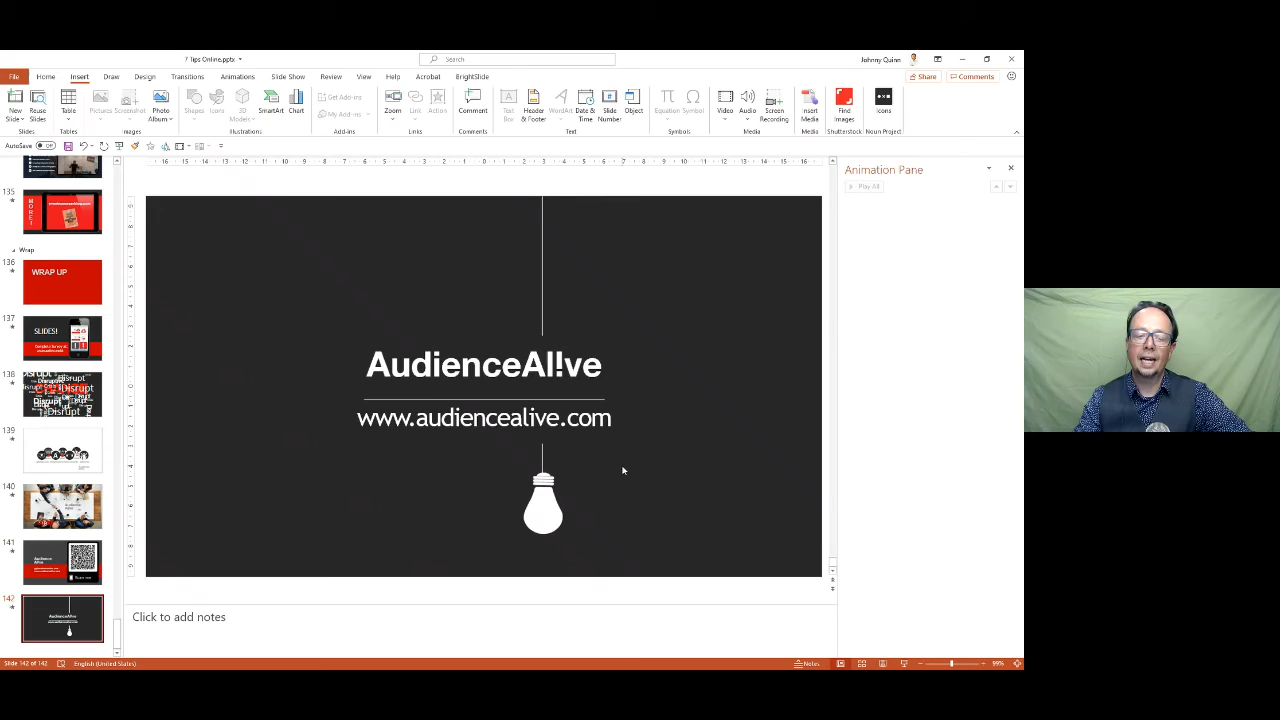 7 Tips Online.pptx
Search
Johnny Quinn
File Home Insert Draw Design Transitions Animations Slide Show Review View Help Acrobat BrightSlide
Share Comments
New Slide
Reuse Slides
Table
Pictures
Screenshot
Photo Album
Shapes
Icons
3D Models
SmartArt
Chart
Get Add-ins
My Add-ins
Zoom
Link
Action
Comment
Text Box
Header & Footer
WordArt
Date & Time
Slide Number
Object
Equation
Symbol
Video
Audio
Screen Recording
Insert Media
Find Images
Icons
Slides Tables Images Illustrations Add-ins Links Comments Text Symbols Media Media Shutterstock Noun Project
AutoSave Off
135
MORE!
Wrap
136
WRAP UP
137
SLIDES!
138
Disrupt
139
140
141
Audience
Al!ve
142
AudienceAl!ve
www.audiencealive.com
Click to add notes
Animation Pane
Play All
Slide 142 of 142
English (United States)
Notes
99%